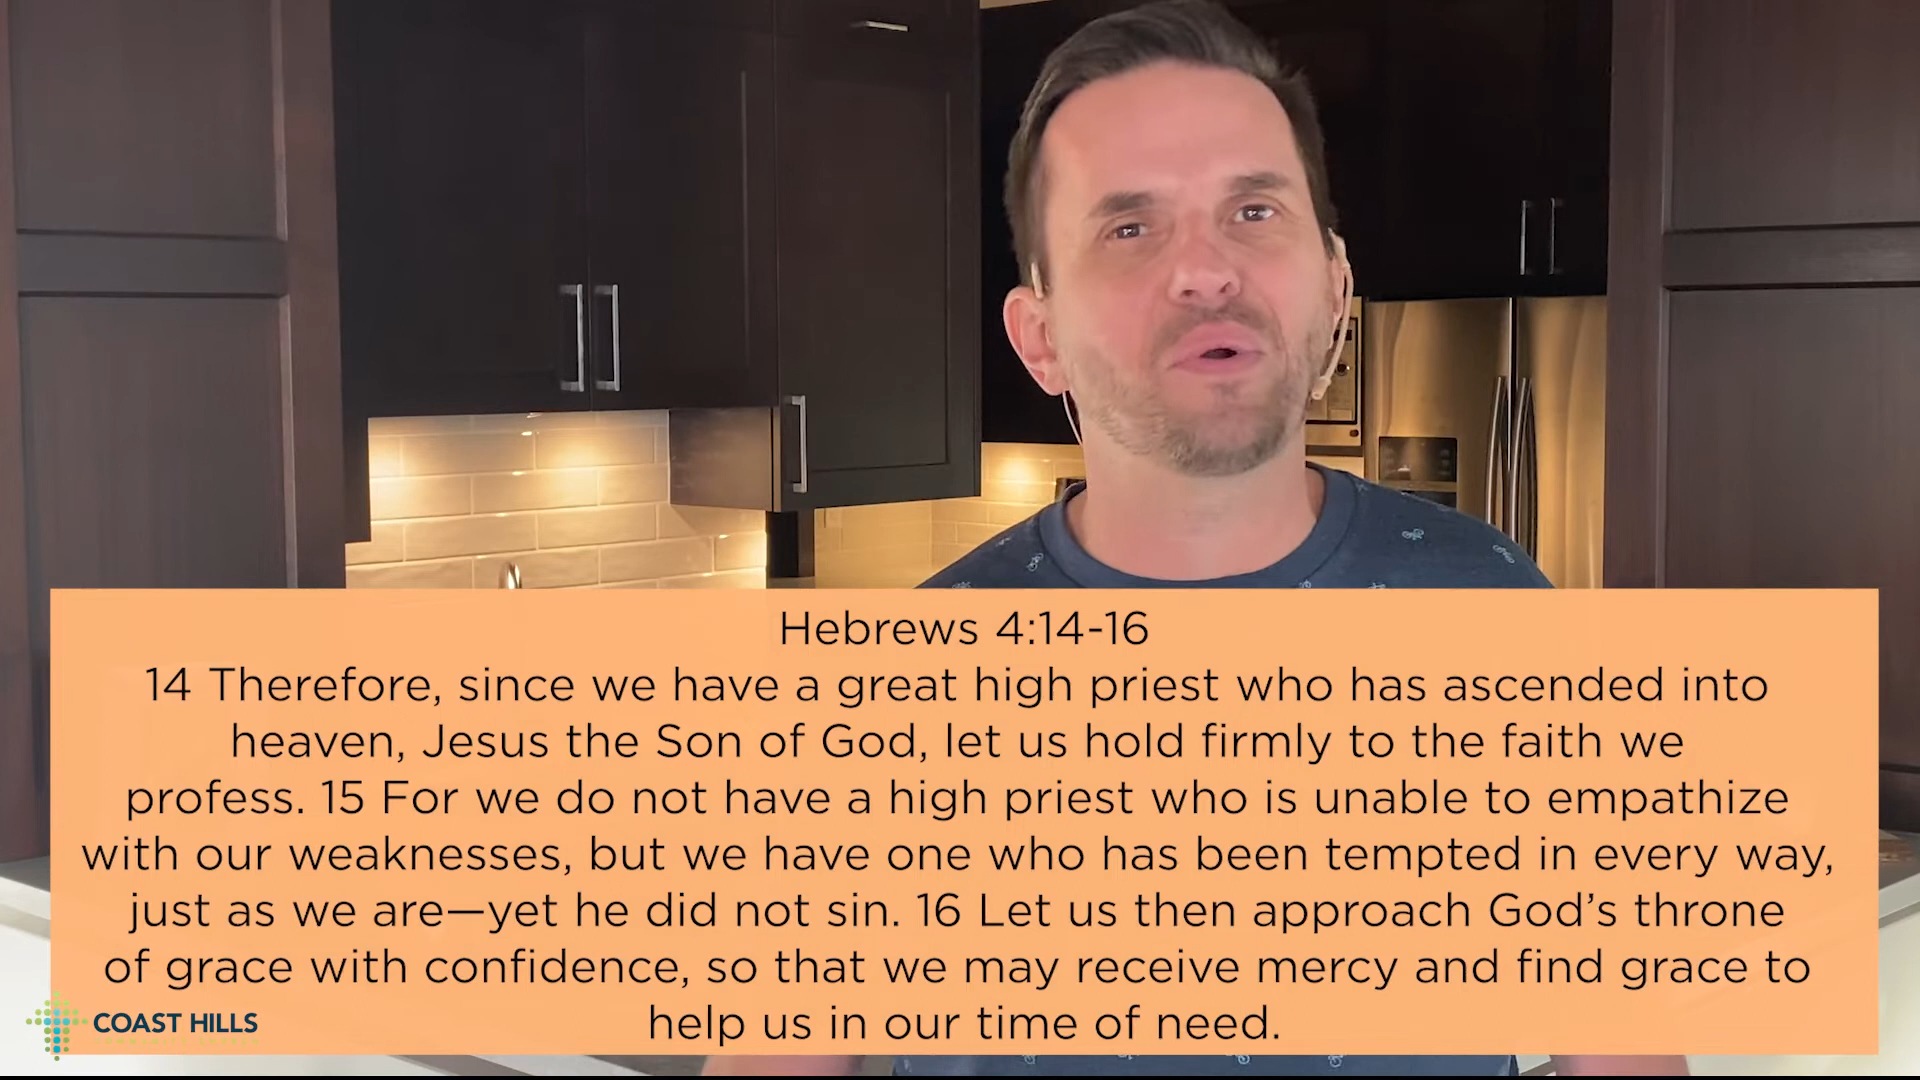 Hebrews 4:14-16
14 Therefore, since we have a great high priest who has ascended into
heaven, Jesus the Son of God, let us hold firmly to the faith we
profess. 15 For we do not have a high priest who is unable to empathize
with our weaknesses, but we have one who has been tempted in every way,
just as we are—yet he did not sin. 16 Let us then approach God’s throne
of grace with confidence, so that we may receive mercy and find grace to
help us in our time of need.
COAST HILLS
COMMUNITY CHURCH